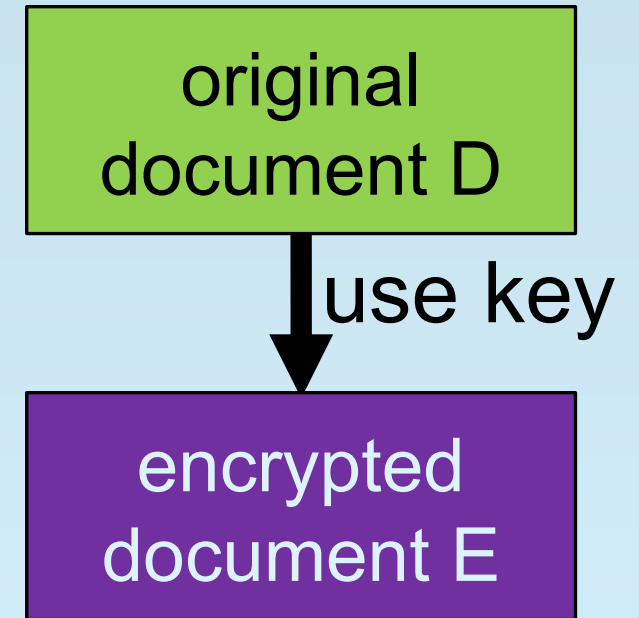 original
document D
use key
encrypted
document E